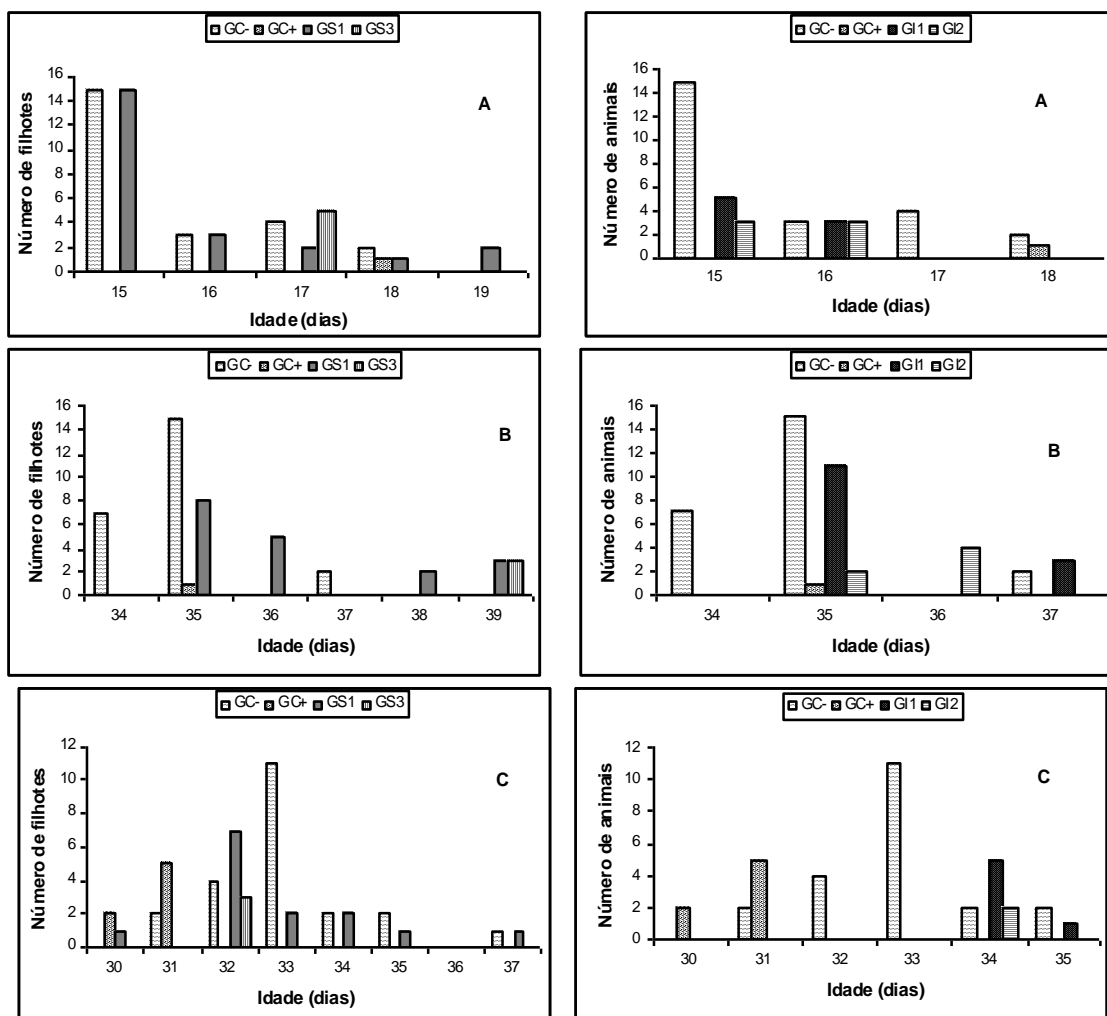 GC- GC+ GS1 GS3
A
Número de filhotes
16
14
12
10
8
6
4
2
0
15 16 17 18 19
Idade (dias)
GC- GC+ GI1 GI2
A
Número de animais
16
14
12
10
8
6
4
2
0
15 16 17 18
Idade (dias)
GC- GC+ GS1 GS3
B
Número de filhotes
16
14
12
10
8
6
4
2
0
34 35 36 37 38 39
Idade (dias)
GC- GC+ GI1 GI2
B
Número de animais
16
14
12
10
8
6
4
2
0
34 35 36 37
Idade (dias)
GC- GC+ GS1 GS3
C
Número de filhotes
12
10
8
6
4
2
0
30 31 32 33 34 35 36 37
Idade (dias)
GC- GC+ GI1 GI2
C
Número de animais
12
10
8
6
4
2
0
30 31 32 33 34 35
Idade (dias)